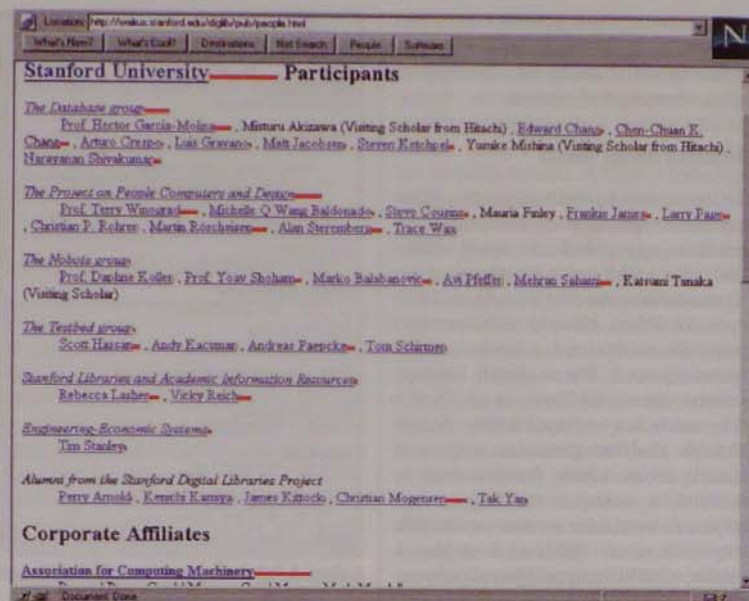 Location: http://walrus.stanford.edu/diglib/pub/people.html
What's New? What's Cool? Destinations Net Search People Software
N
Stanford University Participants
The Database group
Prof. Hector Garcia-Molina , Misturu Akizawa (Visiting Scholar from Hitachi) , Edward Chang , Chen-Chuan K.
Chang , Arturo Crespo , Luis Gravano , Matt Jacobsen , Steven Ketchpel , Yumike Mishina (Visiting Scholar from Hitachi) ,
Narayanan Shivakumar
The Project on People Computers and Design
Prof. Terry Winograd , Michelle Q Wang Baldonado , Steve Cousins , Mauria Finley , Frankie James , Larry Page
, Christian P. Rohrer , Martin Röscheisen , Alan Steremberg , Trace Wax
The Nobots group
Prof. Daphne Koller , Prof. Yoav Shoham , Marko Balabanovic , Avi Pfeffer , Mehran Sahami , Katsumi Tanaka
(Visiting Scholar)
The Testbed group
Scott Hassan , Andy Kacsmar , Andreas Paepcke , Tom Schirmer
Stanford Libraries and Academic Information Resources
Rebecca Lasher , Vicky Reich
Engineering-Economic Systems
Tim Stanley
Alumni from the Stanford Digital Libraries Project
Perry Arnold , Kenichi Kamiya , James Kittock , Christian Mogensen , Tak Yan
Corporate Affiliates
Association for Computing Machinery
Document Done